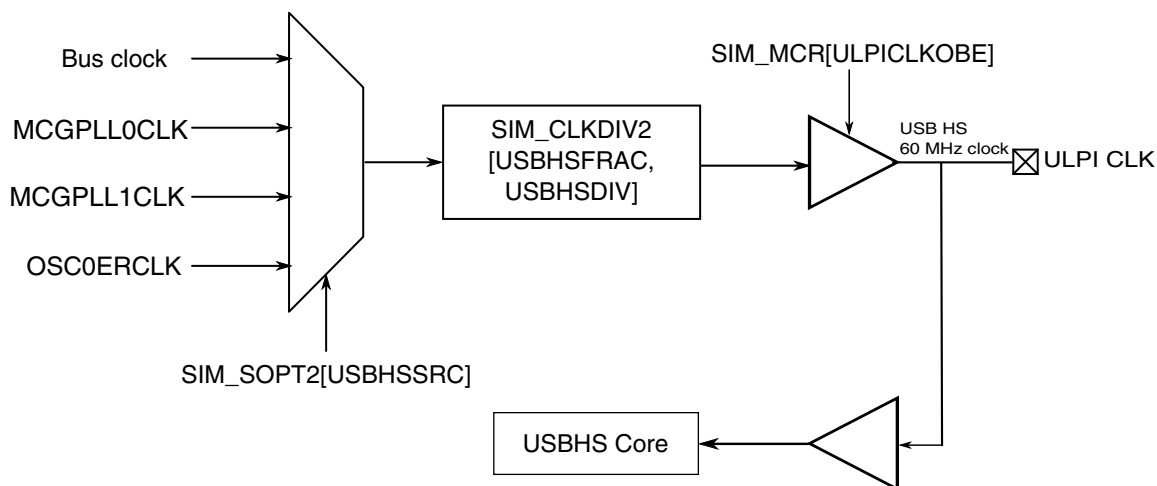 Bus clock
MCGPLL0CLK
MCGPLL1CLK
OSC0ERCLK
SIM_SOPT2[USBHSSRC]
SIM_CLKDIV2
[USBHSFRAC,
USBHSDIV]
SIM_MCR[ULPICLKOBE]
USB HS
60 MHz clock
ULPI CLK
USBHS Core